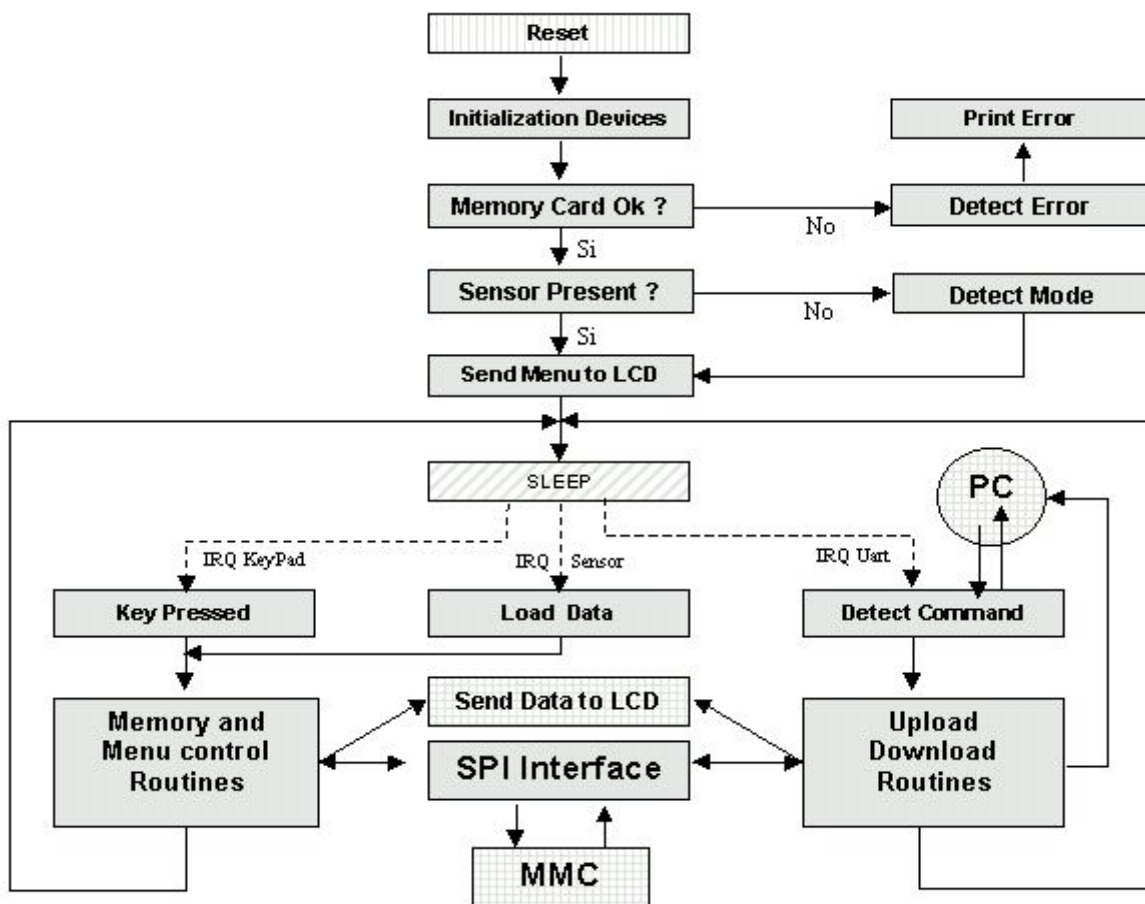 Reset
Initialization Devices
Print Error
Memory Card Ok ?
No
Detect Error
Si
Sensor Present ?
No
Detect Mode
Si
Send Menu to LCD
SLEEP
PC
IRQ KeyPad
IRQ Sensor
IRQ Uart
Key Pressed
Load Data
Detect Command
Memory and
Menu control
Routines
Send Data to LCD
SPI Interface
Upload
Download
Routines
MMC